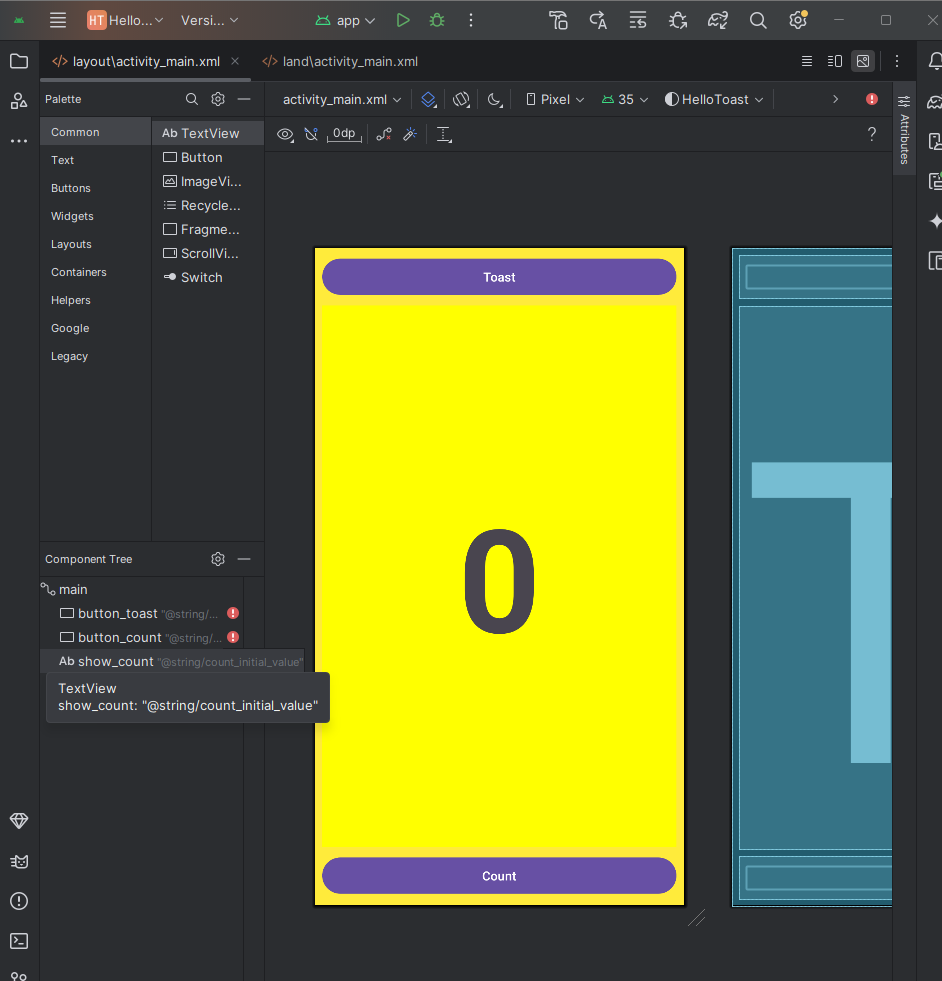 HT Hello... Versi... app
layout\activity_main.xml land\activity_main.xml
Palette
activity_main.xml Pixel 35 HelloToast
0dp ?
Attributes
Common
Text
Buttons
Widgets
Layouts
Containers
Helpers
Google
Legacy
Ab TextView
Button
ImageVi...
Recycle...
Fragme...
ScrollVi...
Switch
Toast
0
Count
Component Tree
main
button_toast "@string/...
button_count "@string/...
Ab show_count "@string/count_initial_value"
TextView
show_count: "@string/count_initial_value"